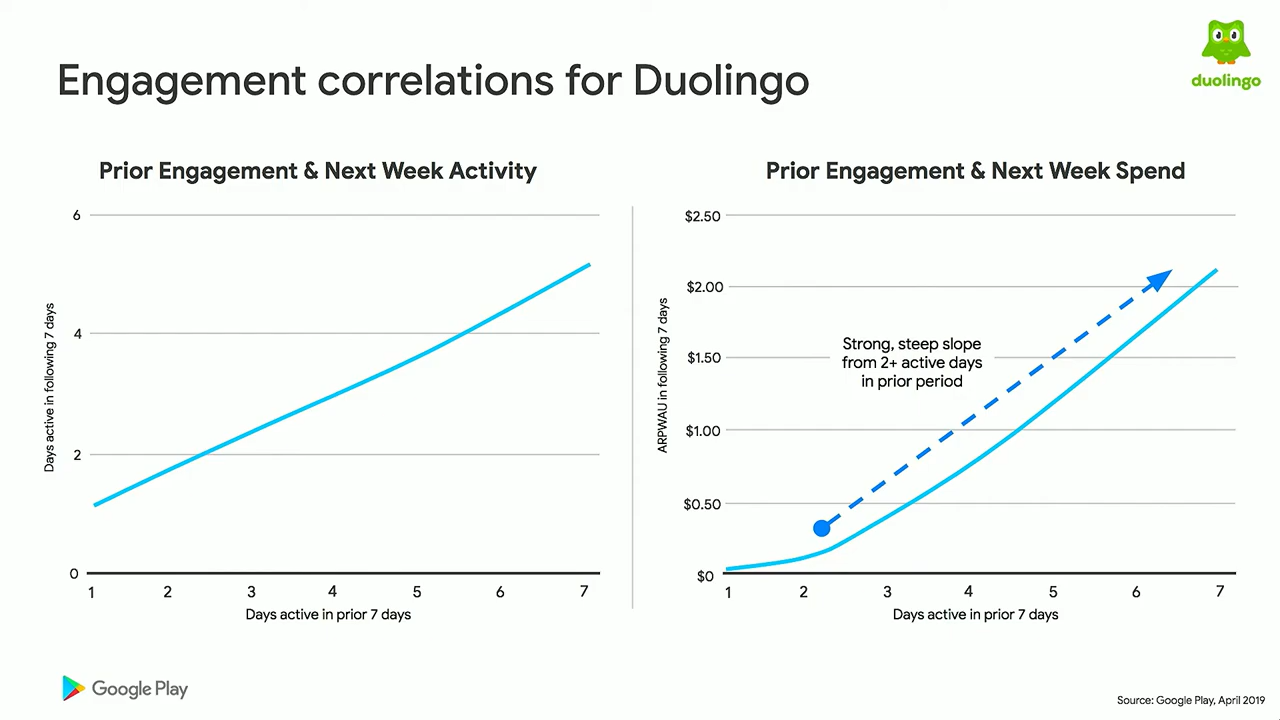 Engagement correlations for Duolingo
duolingo
Prior Engagement & Next Week Activity
6
4
2
0
Days active in following 7 days
1 2 3 4 5 6 7
Days active in prior 7 days
Prior Engagement & Next Week Spend
$2.50
$2.00
$1.50
$1.00
$0.50
$0
ARPWAU in following 7 days
Strong, steep slope
from 2+ active days
in prior period
1 2 3 4 5 6 7
Days active in prior 7 days
Google Play
Source: Google Play, April 2019